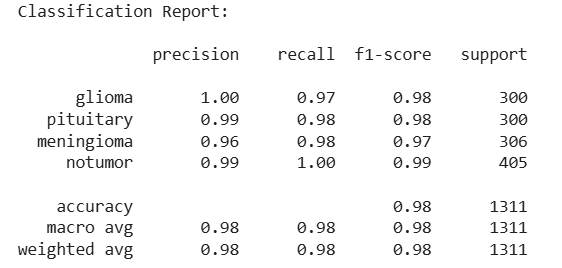 Classification Report:
precision recall f1-score support
glioma 1.00 0.97 0.98 300
pituitary 0.99 0.98 0.98 300
meningioma 0.96 0.98 0.97 306
notumor 0.99 1.00 0.99 405
accuracy 0.98 1311
macro avg 0.98 0.98 0.98 1311
weighted avg 0.98 0.98 0.98 1311